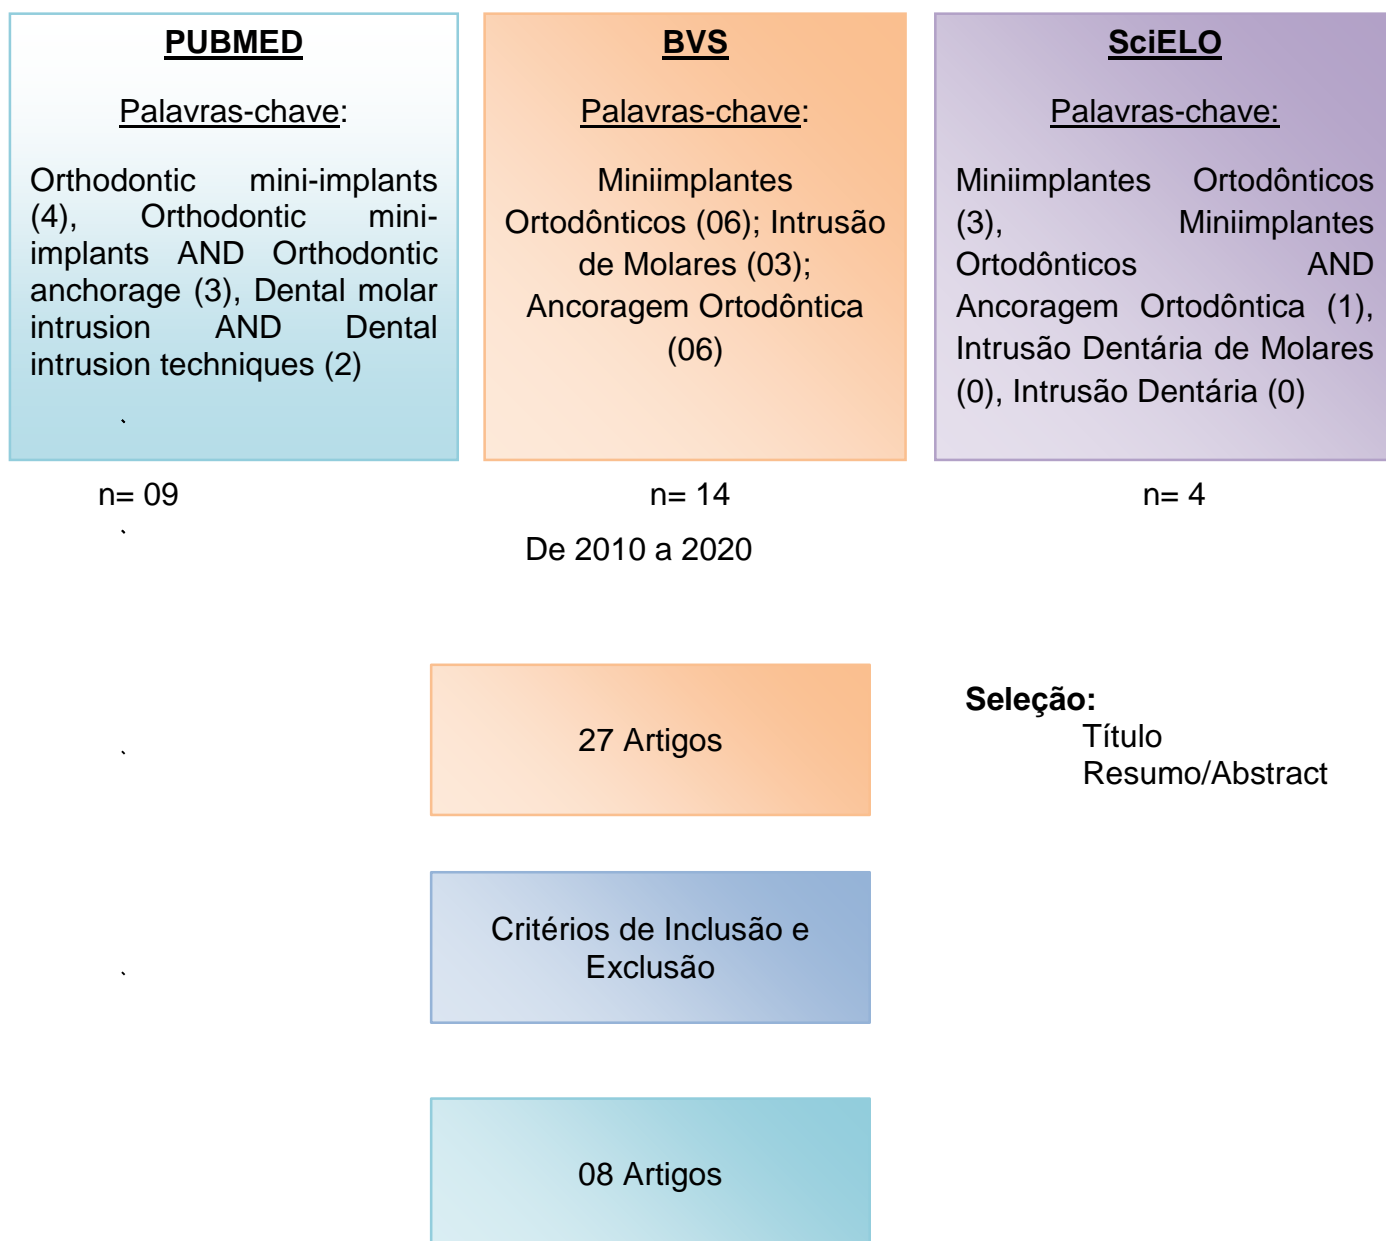 PUBMED
Palavras-chave:
Orthodontic mini-implants
(4), Orthodontic mini-
implants AND Orthodontic
anchorage (3), Dental molar
intrusion AND Dental
intrusion techniques (2)
n= 09
BVS
Palavras-chave:
Miniimplantes
Ortodônticos (06); Intrusão
de Molares (03);
Ancoragem Ortodôntica
(06)
n= 14
SciELO
Palavras-chave:
Miniimplantes Ortodônticos
(3), Miniimplantes
Ortodônticos AND
Ancoragem Ortodôntica (1),
Intrusão Dentária de Molares
(0), Intrusão Dentária (0)
n= 4
De 2010 a 2020
27 Artigos
Seleção:
Título
Resumo/Abstract
Critérios de Inclusão e
Exclusão
08 Artigos